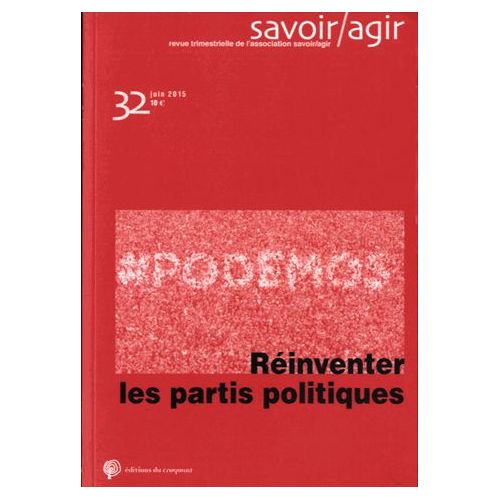 savoir/agir
revue trimestrielle de l'association savoir/agir
32
juin 2015
10 €
#PODEMOS
Réinventer
les partis politiques
éditions du croquant